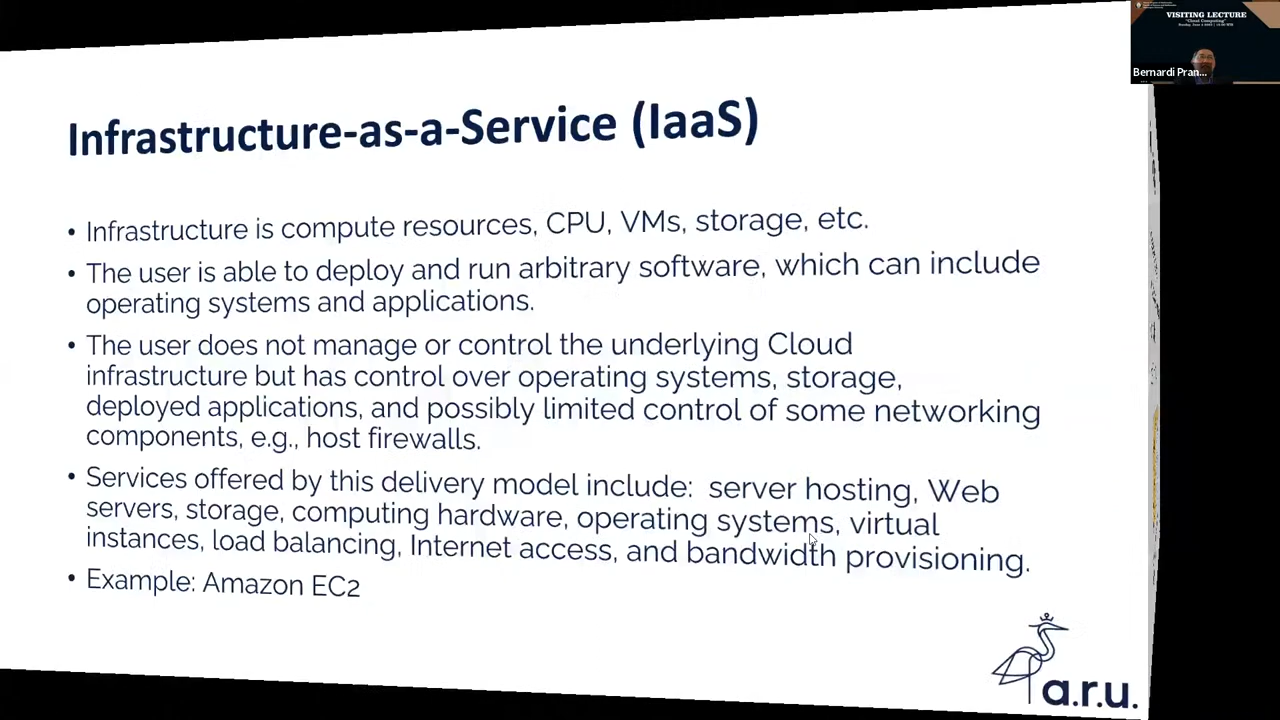 VISITING LECTURE
"Cloud Computing"
Bernardi Pran...
Infrastructure-as-a-Service (IaaS)
• Infrastructure is compute resources, CPU, VMs, storage, etc.
• The user is able to deploy and run arbitrary software, which can include
operating systems and applications.
• The user does not manage or control the underlying Cloud
infrastructure but has control over operating systems, storage,
deployed applications, and possibly limited control of some networking
components, e.g., host firewalls.
• Services offered by this delivery model include: server hosting, Web
servers, storage, computing hardware, operating systems, virtual
instances, load balancing, Internet access, and bandwidth provisioning.
• Example: Amazon EC2
a.r.u.